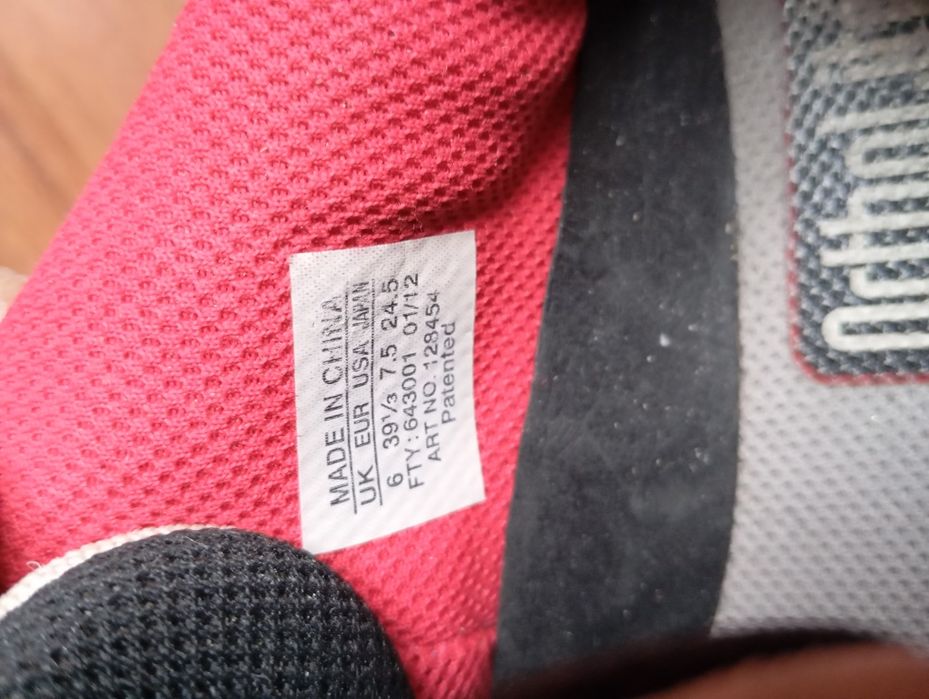 MADE IN CHINA
UK EUR USA JAPAN
6 39⅓ 7.5 24.5
FTY: 643001 01/12
ART NO. 128454
Patented